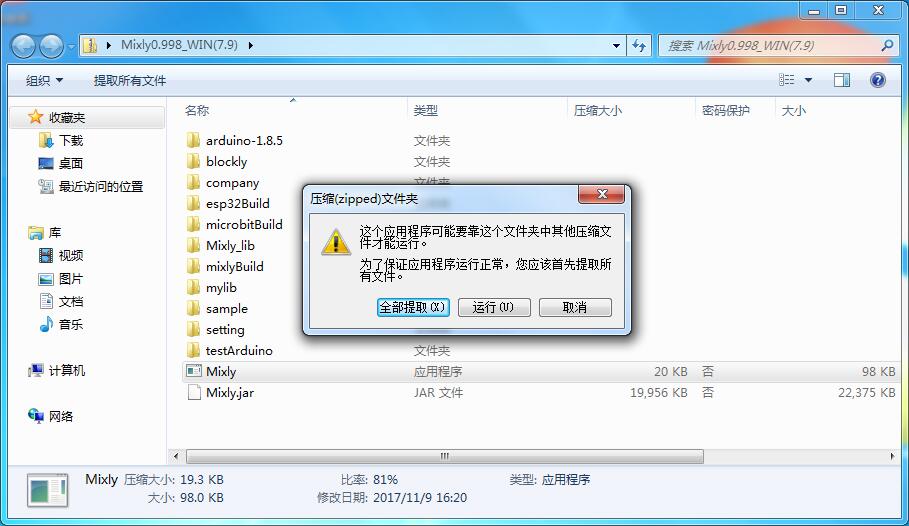 Mixly0.998_WIN(7.9)
搜索 Mixly0.998_WIN(7.9)
组织
提取所有文件
名称 类型 压缩大小 密码保护 大小
收藏夹
下载
桌面
最近访问的位置
库
视频
图片
文档
音乐
计算机
网络
arduino-1.8.5 文件夹
blockly 文件夹
company 文件夹
esp32Build
microbitBuild
Mixly_lib
mixlyBuild
mylib
sample
setting
testArduino 文件夹
Mixly 应用程序 20 KB 否 98 KB
Mixly.jar JAR 文件 19,956 KB 否 22,375 KB
压缩(zipped)文件夹
这个应用程序可能要靠这个文件夹中其他压缩文
件才能运行。
为了保证应用程序运行正常，您应该首先提取所
有文件。
全部提取(X) 运行(U) 取消
Mixly 压缩大小: 19.3 KB 比率: 81% 类型: 应用程序
大小: 98.0 KB 修改日期: 2017/11/9 16:20